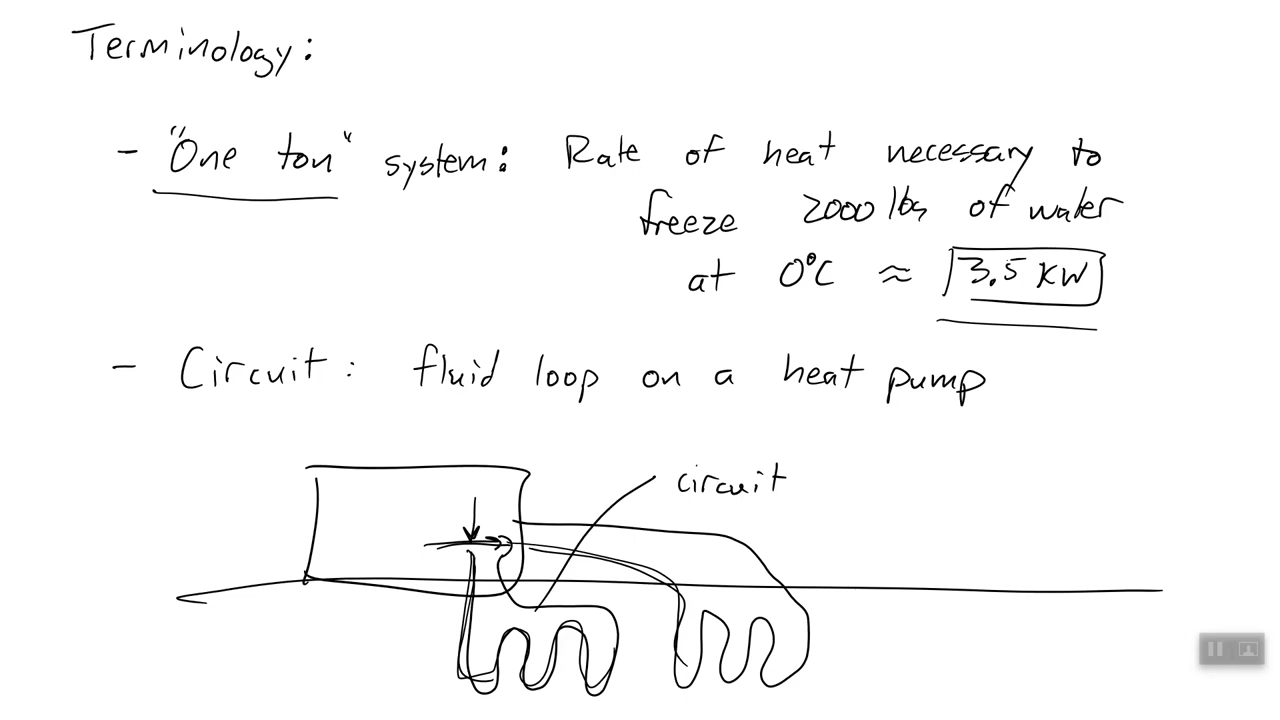 Terminology:
- "One ton" system: Rate of heat necessary to
freeze 2000 lbs of water
at 0°C ≈ 3.5 KW
- Circuit: fluid loop on a heat pump
circuit